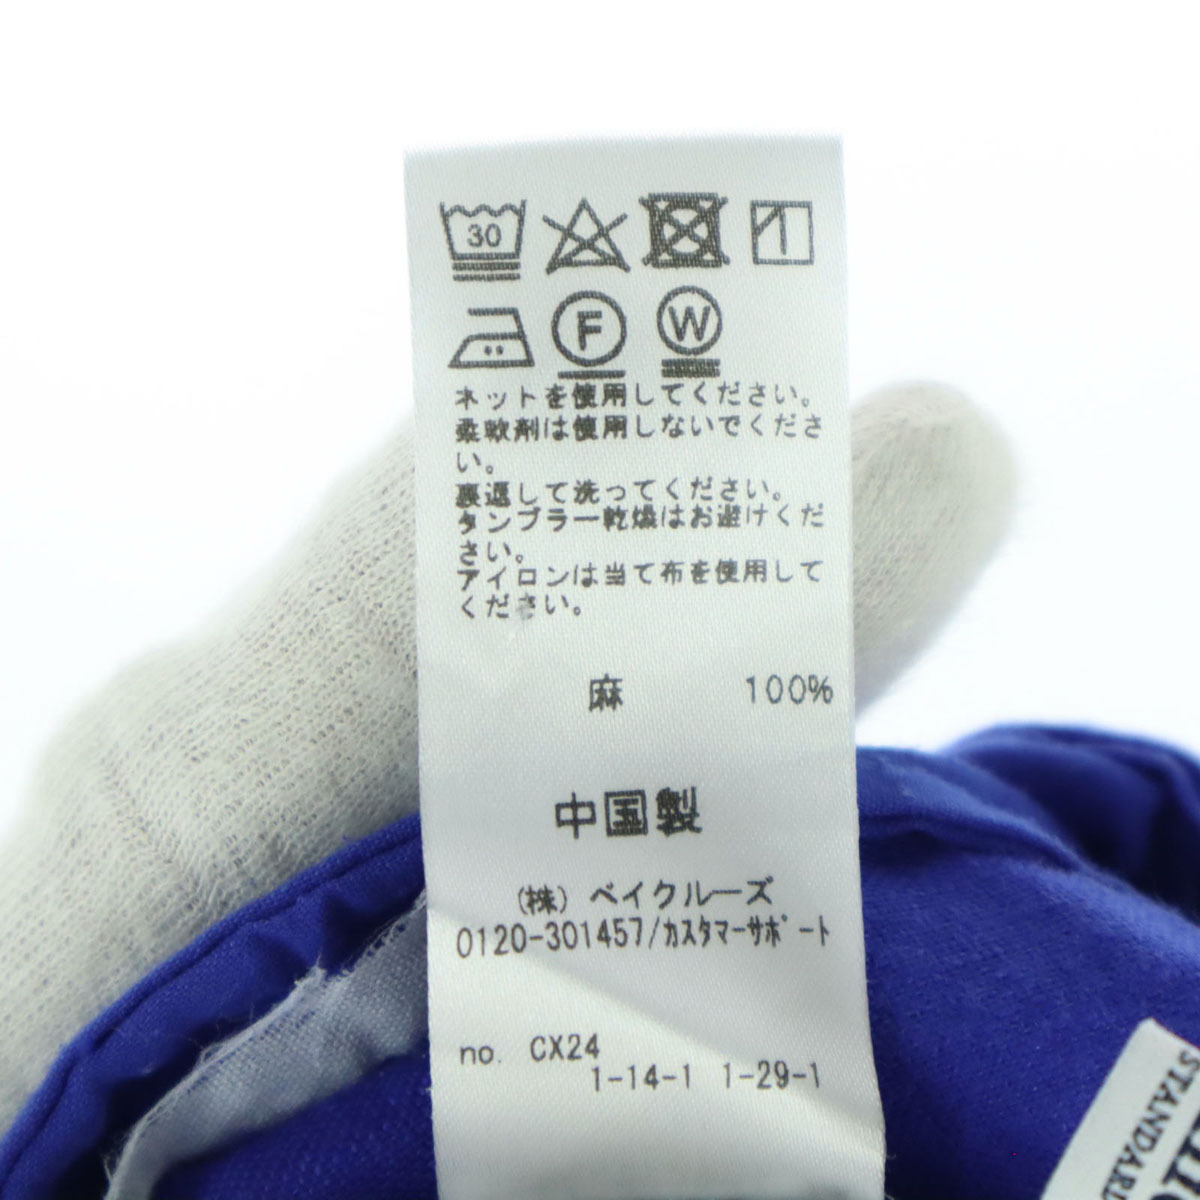 30
F W
ネットを使用してください。
柔軟剤は使用しないでくださ
い。
裏返して洗ってください。
タンブラー乾燥はお避けくだ
さい。
アイロンは当て布を使用して
ください。
麻 100%
中国製
(株) ベイクルーズ
0120-301457/カスタマーサポート
no. CX24
1-14-1 1-29-1
STANDARD